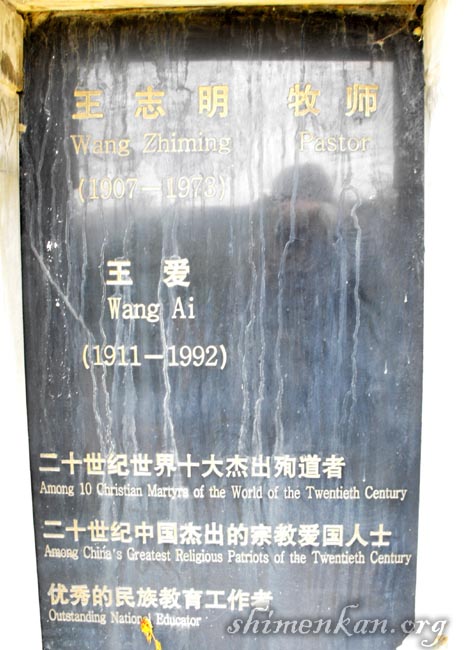 王志明 牧师
Wang Zhiming Pastor
(1907－1973)
王爱
Wang Ai
(1911－1992)
二十世纪世界十大杰出殉道者
Among 10 Christian Martyrs of the World of the Twentieth Century
二十世纪中国杰出的宗教爱国人士
Among China's Greatest Religious Patriots of the Twentieth Century
优秀的民族教育工作者
Outstanding National Educator
shimenkan.org